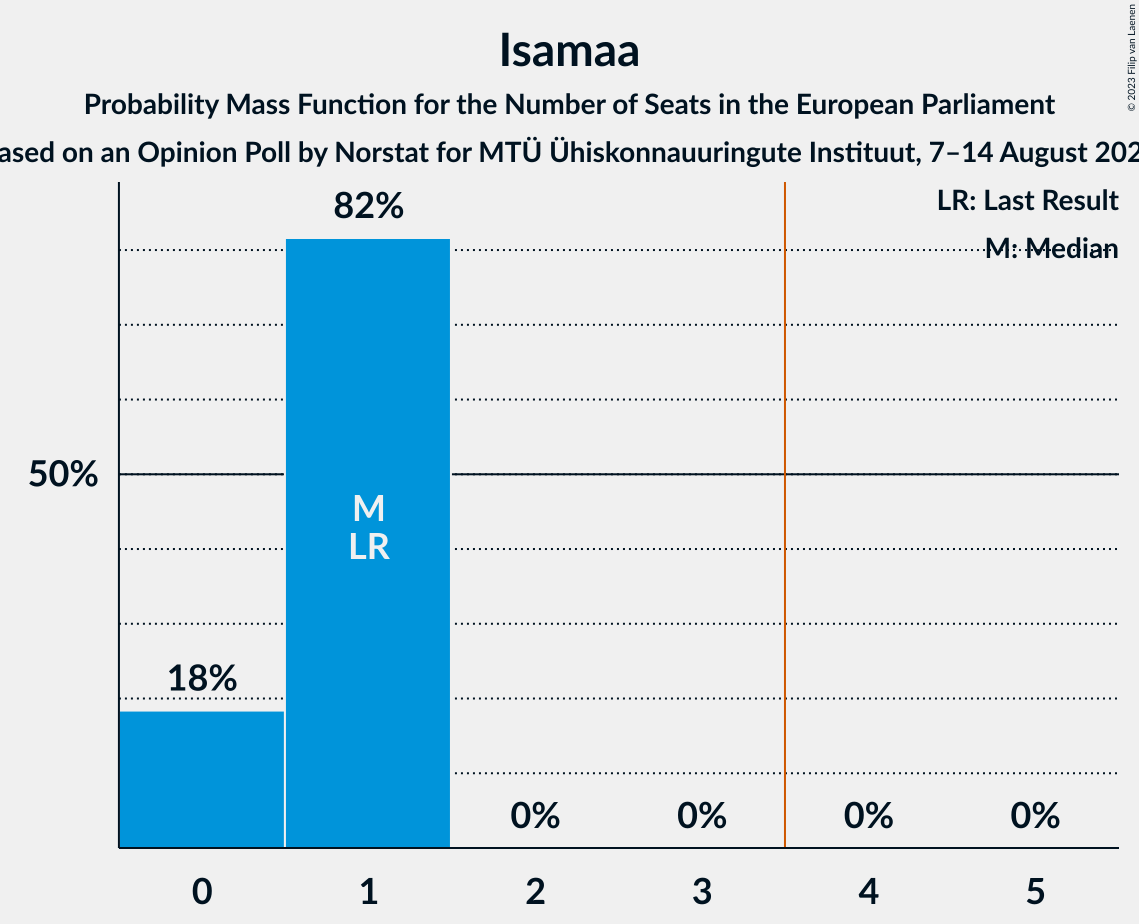 Isamaa
Probability Mass Function for the Number of Seats in the European Parliament
ased on an Opinion Poll by Norstat for MTÜ Ühiskonnauuringute Instituut, 7–14 August 202
© 2023 Filip van Laenen
LR: Last Result
M: Median
82%
50%
M
LR
18%
0% 0% 0% 0%
0 1 2 3 4 5